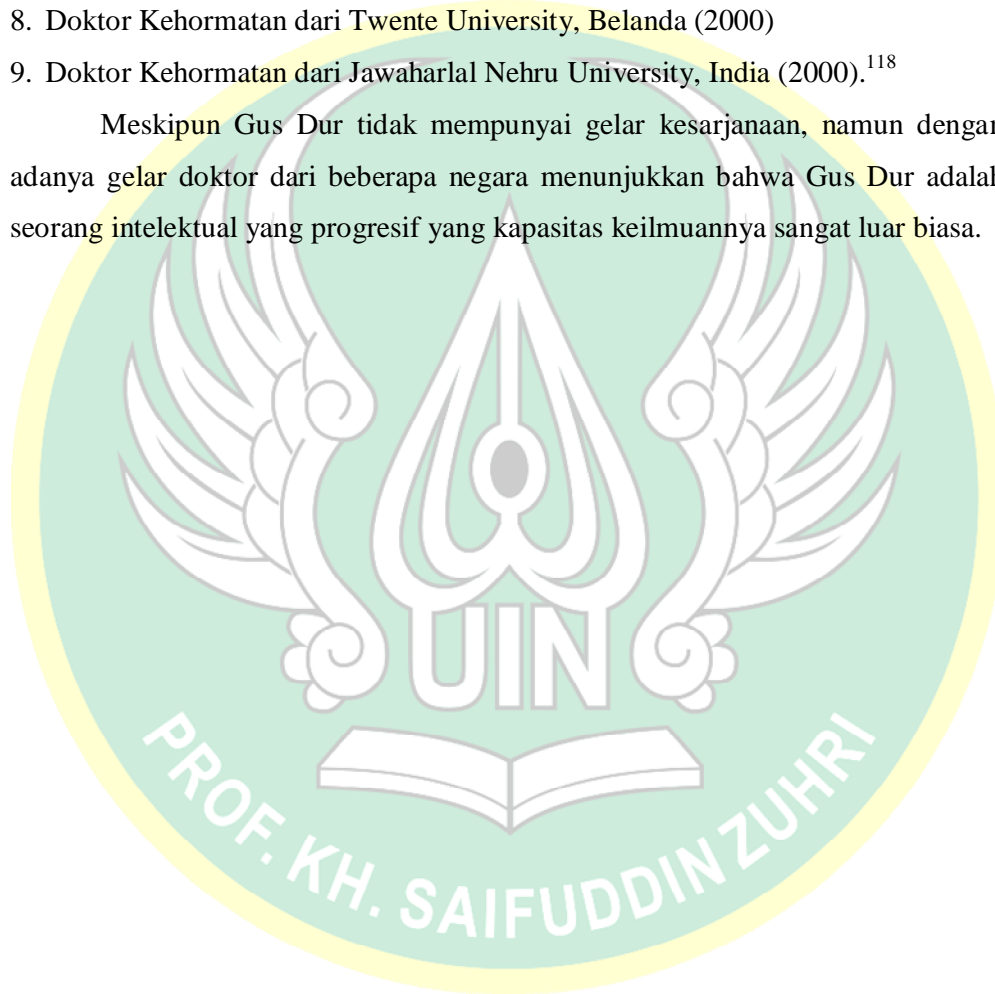 8. Doktor Kehormatan dari Twente University, Belanda (2000)
9. Doktor Kehormatan dari Jawaharlal Nehru University, India (2000).118
Meskipun Gus Dur tidak mempunyai gelar kesarjanaan, namun dengan
adanya gelar doktor dari beberapa negara menunjukkan bahwa Gus Dur adalah
seorang intelektual yang progresif yang kapasitas keilmuannya sangat luar biasa.
UIN
PROF. KH. SAIFUDDIN ZUHRI